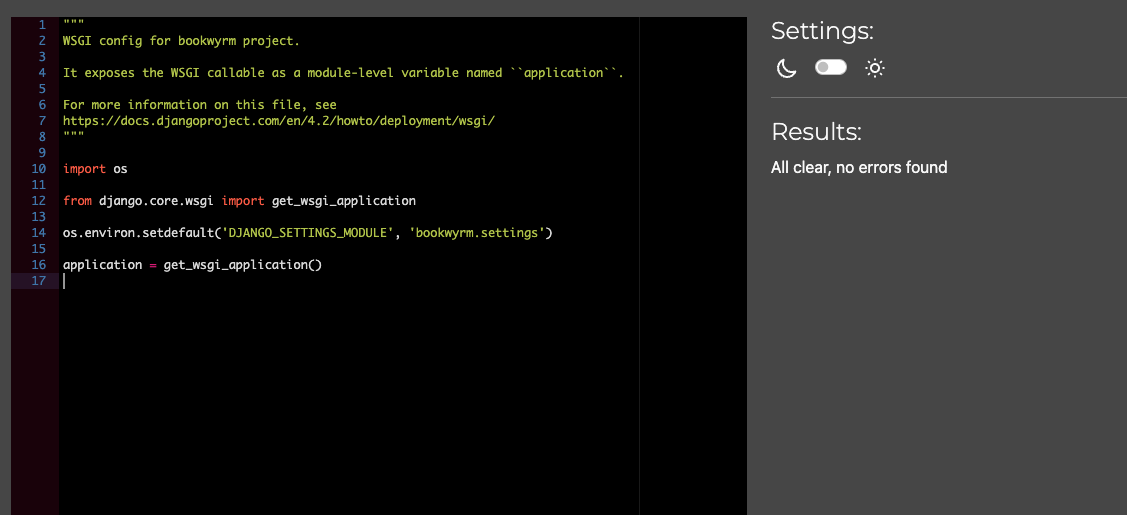 1 """
2 WSGI config for bookwyrm project.
3
4 It exposes the WSGI callable as a module-level variable named ``application``.
5
6 For more information on this file, see
7 https://docs.djangoproject.com/en/4.2/howto/deployment/wsgi/
8 """
9
10 import os
11
12 from django.core.wsgi import get_wsgi_application
13
14 os.environ.setdefault('DJANGO_SETTINGS_MODULE', 'bookwyrm.settings')
15
16 application = get_wsgi_application()
17
Settings:
Results:
All clear, no errors found